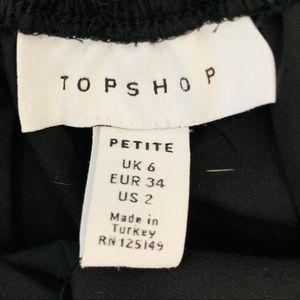 TOPSHOP
PETITE
UK 6
EUR 34
US 2
Made in
Turkey
RN 125149